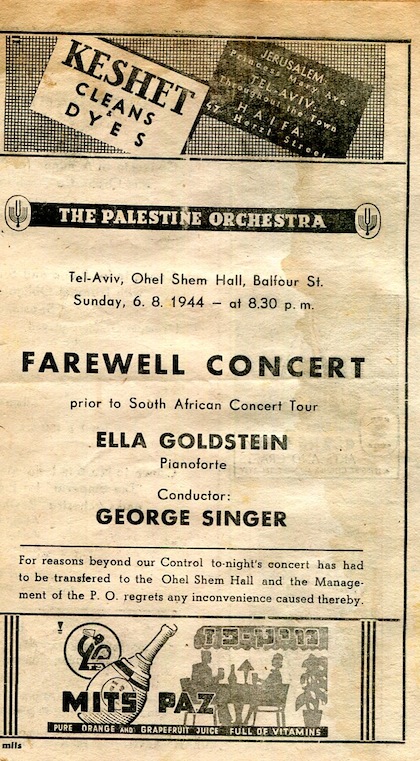 KESHET
CLEANS
&
DYES
JERUSALEM
Princess Mary Ave.
TEL-AVIV
throughout the Town
HAIFA
Herzl Street
THE PALESTINE ORCHESTRA
Tel-Aviv, Ohel Shem Hall, Balfour St.
Sunday, 6. 8. 1944 — at 8.30 p. m.
FAREWELL CONCERT
prior to South African Concert Tour
ELLA GOLDSTEIN
Pianoforte
Conductor:
GEORGE SINGER
For reasons beyond our Control to-night's concert has had
to be transfered to the Ohel Shem Hall and the Manage-
ment of the P. O. regrets any inconvenience caused thereby.
MITS PAZ
PURE ORANGE AND GRAPEFRUIT JUICE FULL OF VITAMINS
mits